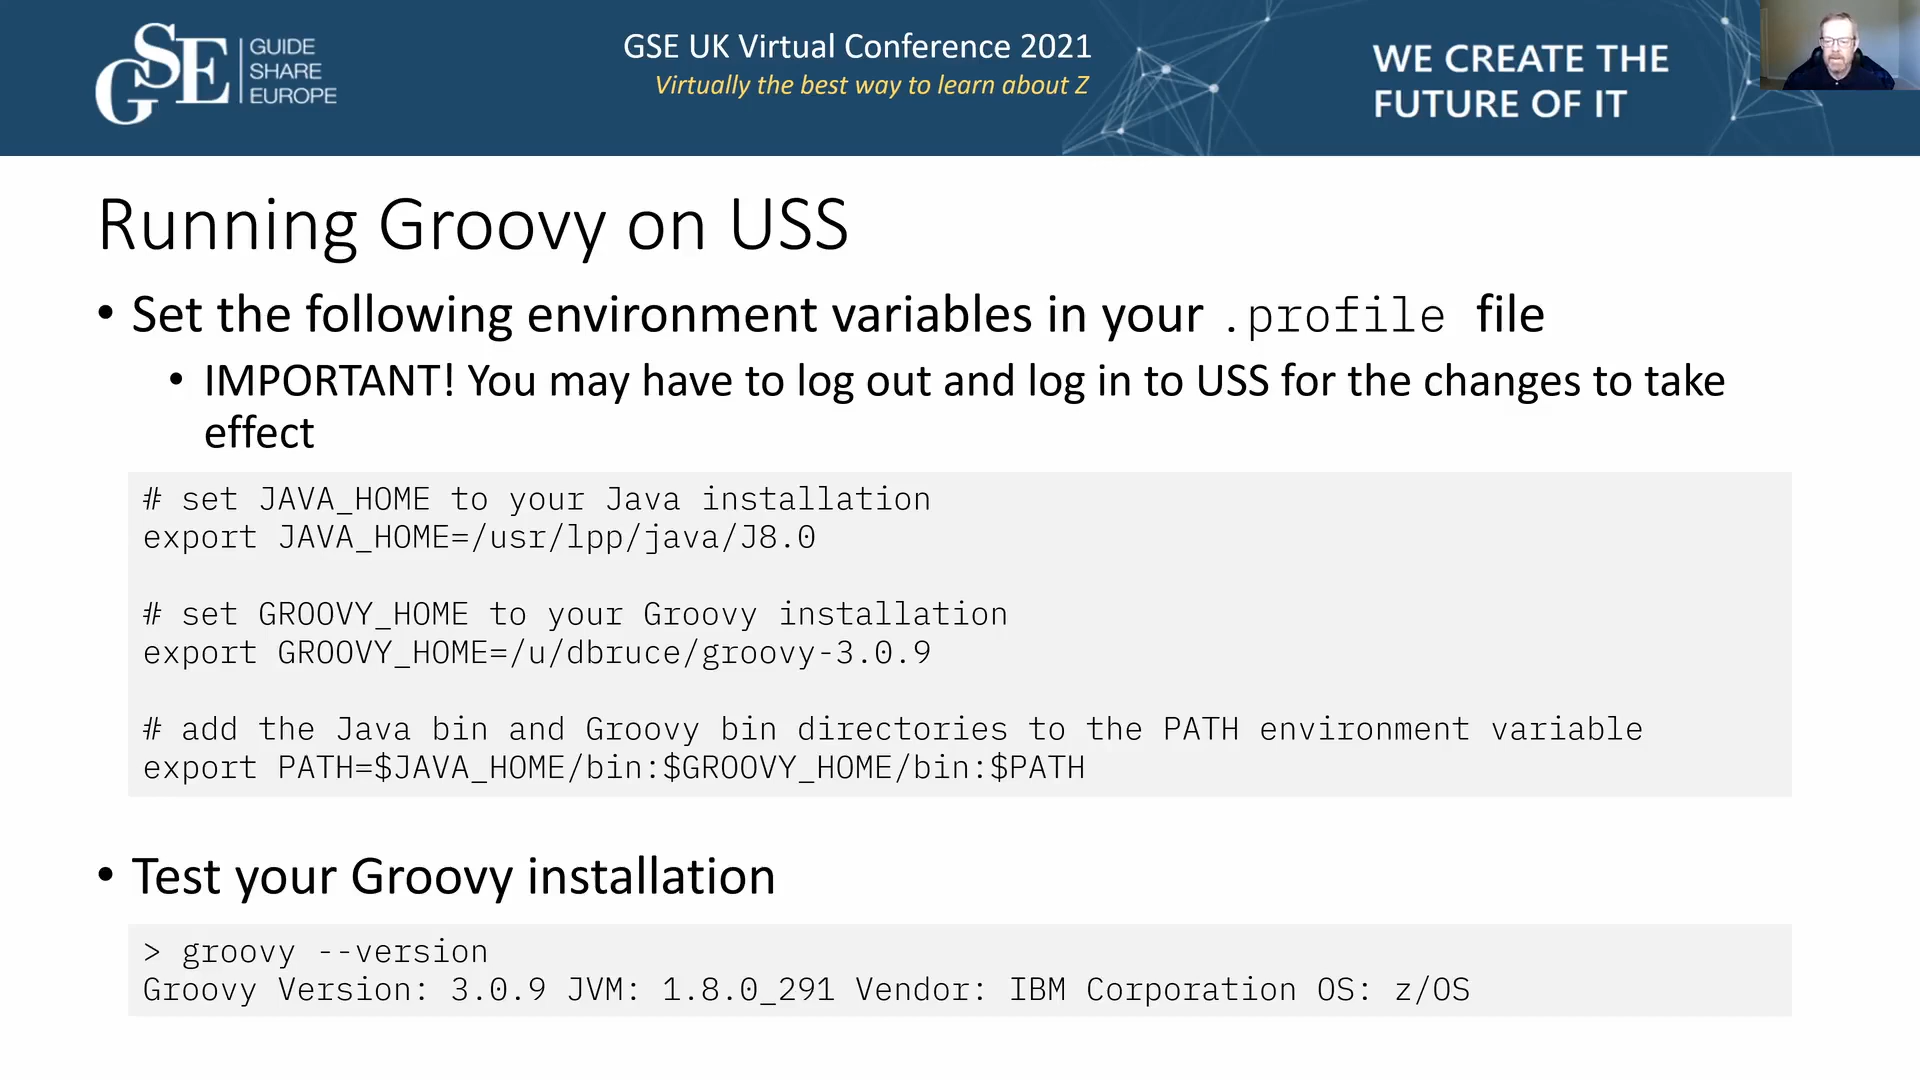 GSE
GUIDE
SHARE
EUROPE
GSE UK Virtual Conference 2021
Virtually the best way to learn about Z
WE CREATE THE
FUTURE OF IT
Running Groovy on USS
• Set the following environment variables in your .profile file
• IMPORTANT! You may have to log out and log in to USS for the changes to take
effect
# set JAVA_HOME to your Java installation
export JAVA_HOME=/usr/lpp/java/J8.0
# set GROOVY_HOME to your Groovy installation
export GROOVY_HOME=/u/dbruce/groovy-3.0.9
# add the Java bin and Groovy bin directories to the PATH environment variable
export PATH=$JAVA_HOME/bin:$GROOVY_HOME/bin:$PATH
• Test your Groovy installation
> groovy --version
Groovy Version: 3.0.9 JVM: 1.8.0_291 Vendor: IBM Corporation OS: z/OS